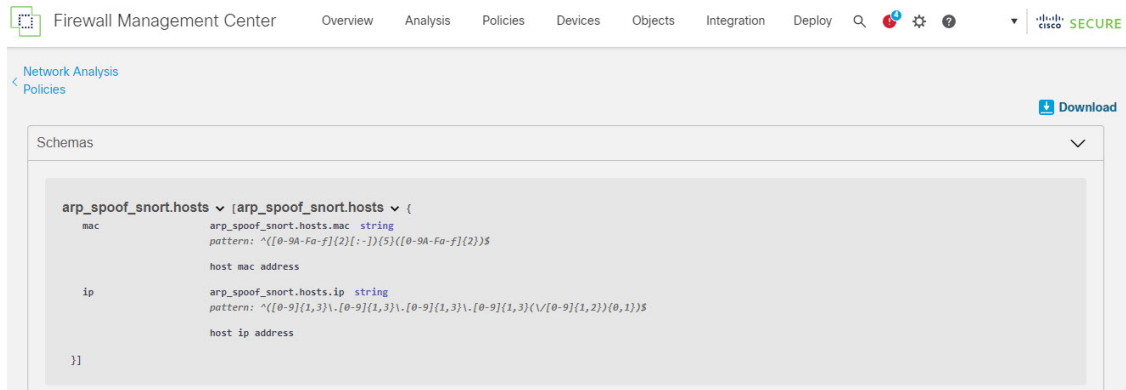 Firewall Management Center Overview Analysis Policies Devices Objects Integration Deploy 4 ? cisco SECURE
Network Analysis
Policies
Download
Schemas
arp_spoof_snort.hosts [arp_spoof_snort.hosts {
mac arp_spoof_snort.hosts.mac string
pattern: ^([0-9A-Fa-f]{2}[:-]){5}([0-9A-Fa-f]{2})$
host mac address
ip arp_spoof_snort.hosts.ip string
pattern: ^([0-9]{1,3}\.[0-9]{1,3}\.[0-9]{1,3}\.[0-9]{1,3}(\/[0-9]{1,2}){0,1})$
host ip address
}]